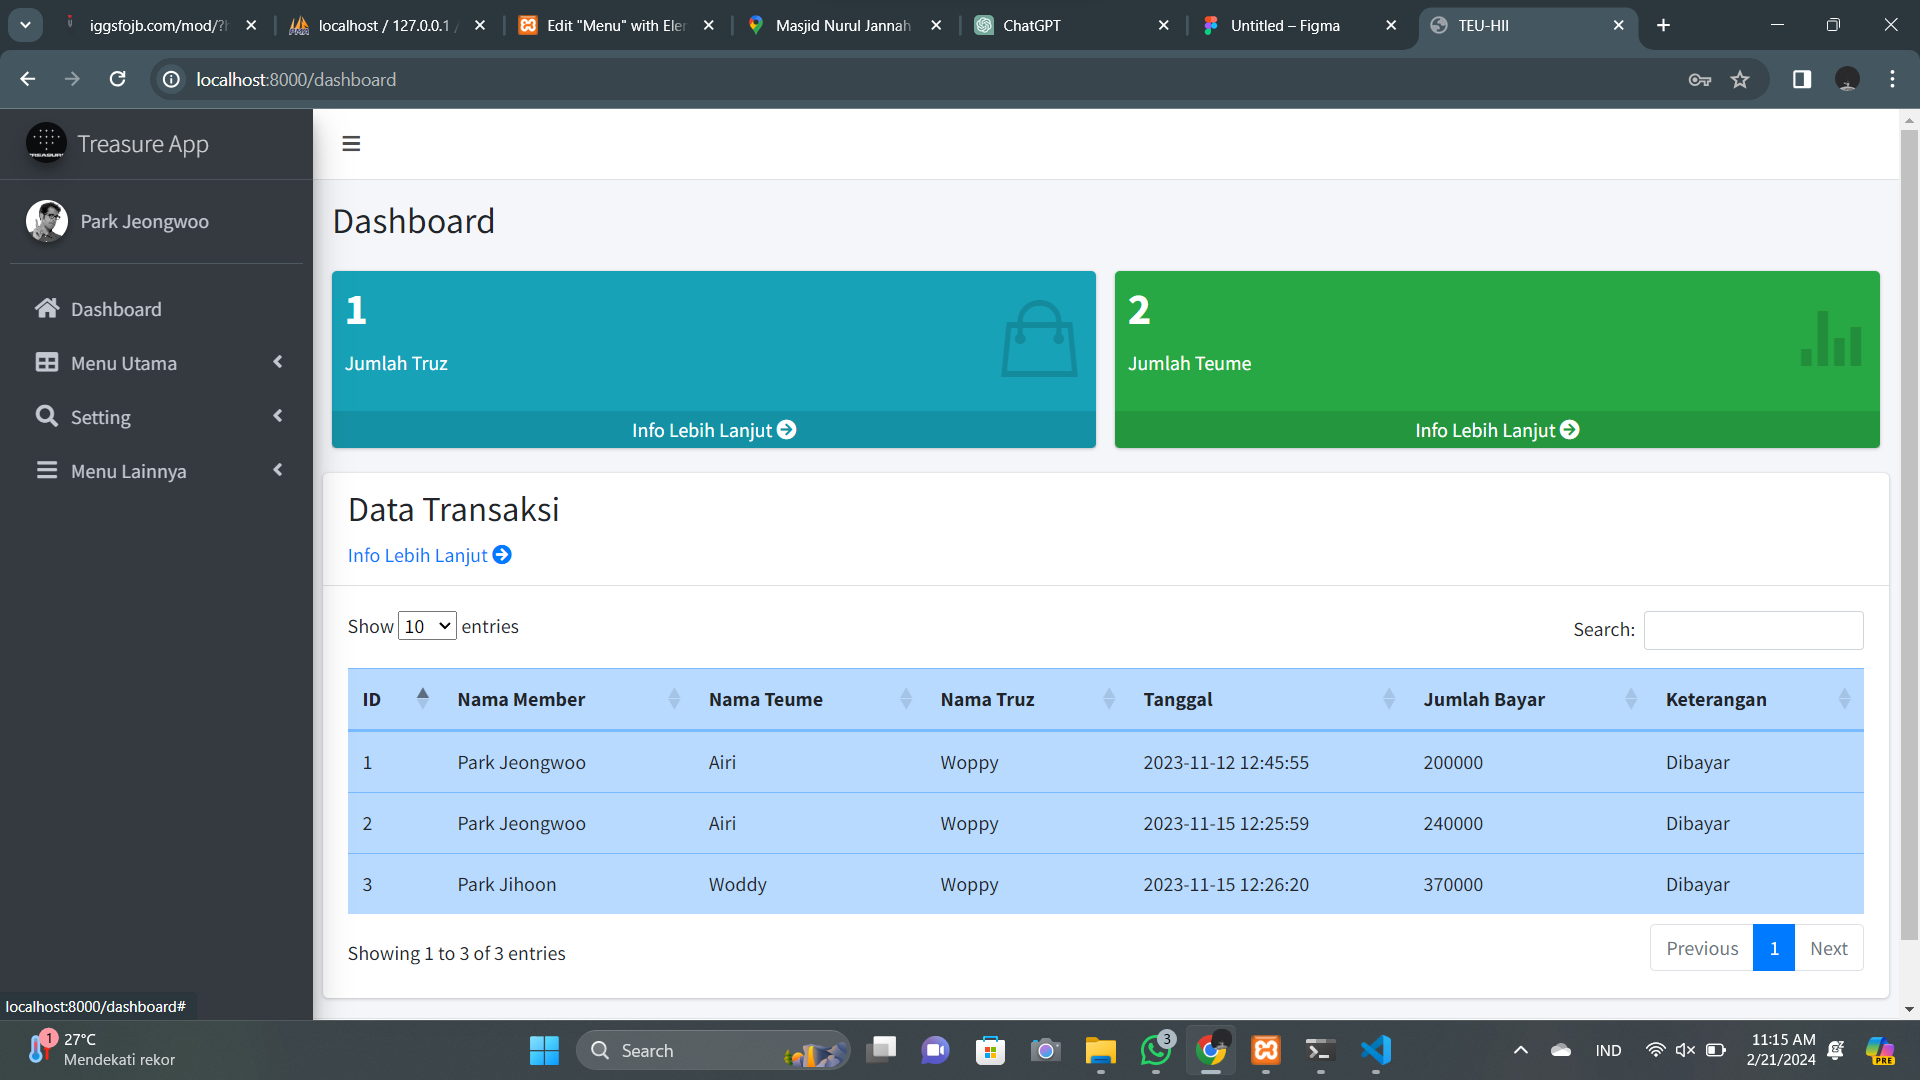 iggsfojb.com/mod/?
localhost / 127.0.0.1 /
Edit "Menu" with Eler
Masjid Nurul Jannah
ChatGPT
Untitled – Figma
TEU-HII
localhost:8000/dashboard
TREASURE
Treasure App
Park Jeongwoo
Dashboard
Menu Utama
Setting
Menu Lainnya
Dashboard
1
Jumlah Truz
Info Lebih Lanjut
2
Jumlah Teume
Info Lebih Lanjut
Data Transaksi
Info Lebih Lanjut
Show 10 entries
Search:
ID Nama Member Nama Teume Nama Truz Tanggal Jumlah Bayar Keterangan
1 Park Jeongwoo Airi Woppy 2023-11-12 12:45:55 200000 Dibayar
2 Park Jeongwoo Airi Woppy 2023-11-15 12:25:59 240000 Dibayar
3 Park Jihoon Woddy Woppy 2023-11-15 12:26:20 370000 Dibayar
Showing 1 to 3 of 3 entries
Previous 1 Next
localhost:8000/dashboard#
1
27°C
Mendekati rekor
Search
3
IND
11:15 AM
2/21/2024
PRE